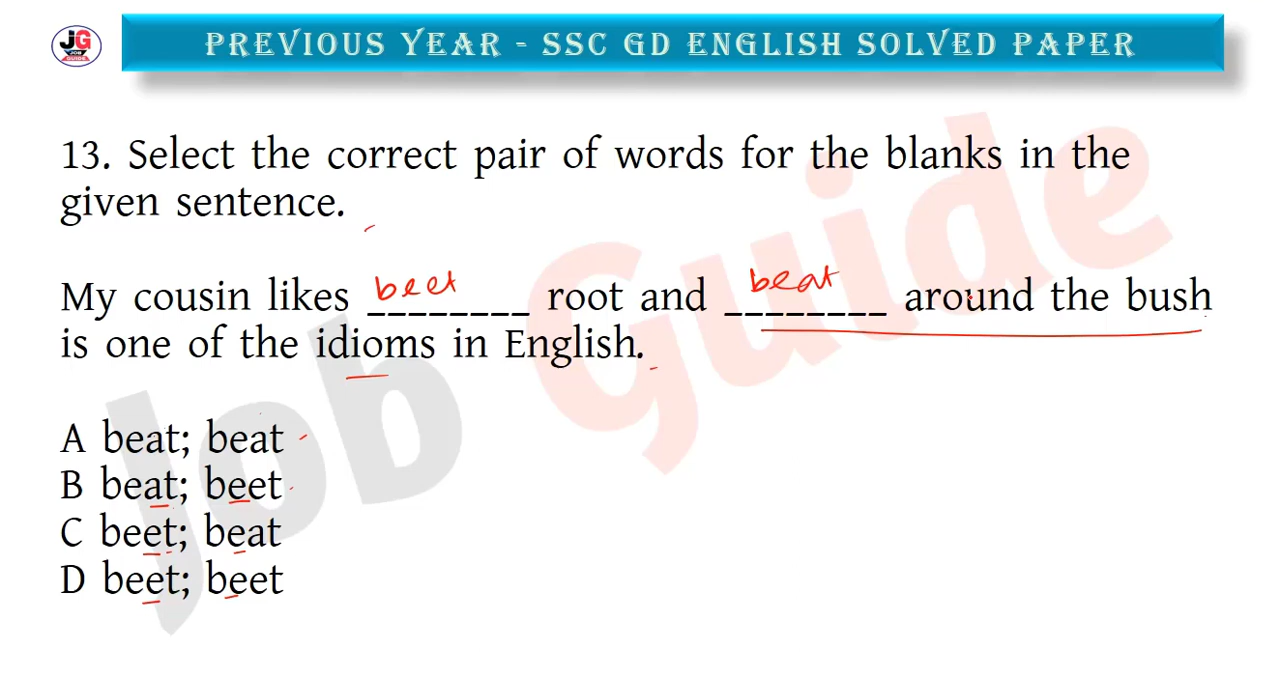 JG
JOB
GUIDE
PREVIOUS YEAR - SSC GD ENGLISH SOLVED PAPER
13. Select the correct pair of words for the blanks in the
given sentence.
beet beat
My cousin likes ________ root and ________ around the bush
is one of the idioms in English.
A beat; beat
B beat; beet
C beet; beat
D beet; beet
Job Guide